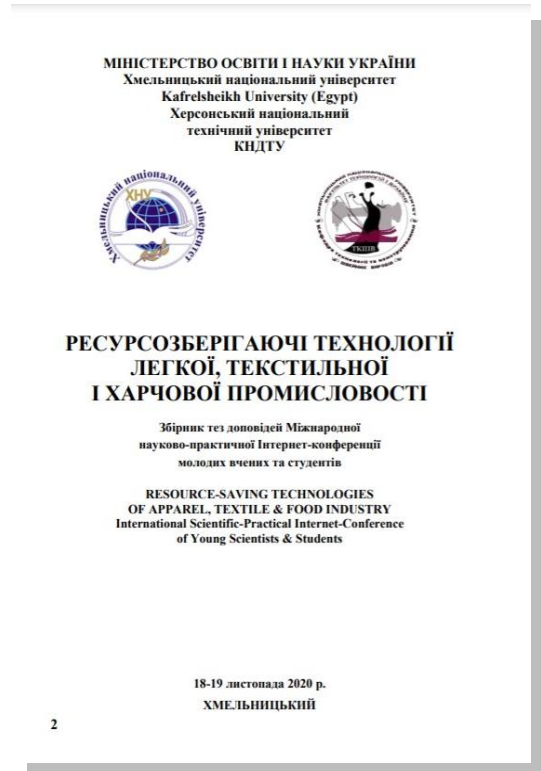 МІНІСТЕРСТВО ОСВІТИ І НАУКИ УКРАЇНИ
Хмельницький національний університет
Kafrelsheikh University (Egypt)
Херсонський національний
технічний університет
КНДТУ
Хмельницький національний університет
ХНУ
ТКШВ
РЕСУРСОЗБЕРІГАЮЧІ ТЕХНОЛОГІЇ
ЛЕГКОЇ, ТЕКСТИЛЬНОЇ
І ХАРЧОВОЇ ПРОМИСЛОВОСТІ
Збірник тез доповідей Міжнародної
науково-практичної Інтернет-конференції
молодих вчених та студентів
RESOURCE-SAVING TECHNOLOGIES
OF APPAREL, TEXTILE & FOOD INDUSTRY
International Scientific-Practical Internet-Conference
of Young Scientists & Students
18-19 листопада 2020 р.
ХМЕЛЬНИЦЬКИЙ
2